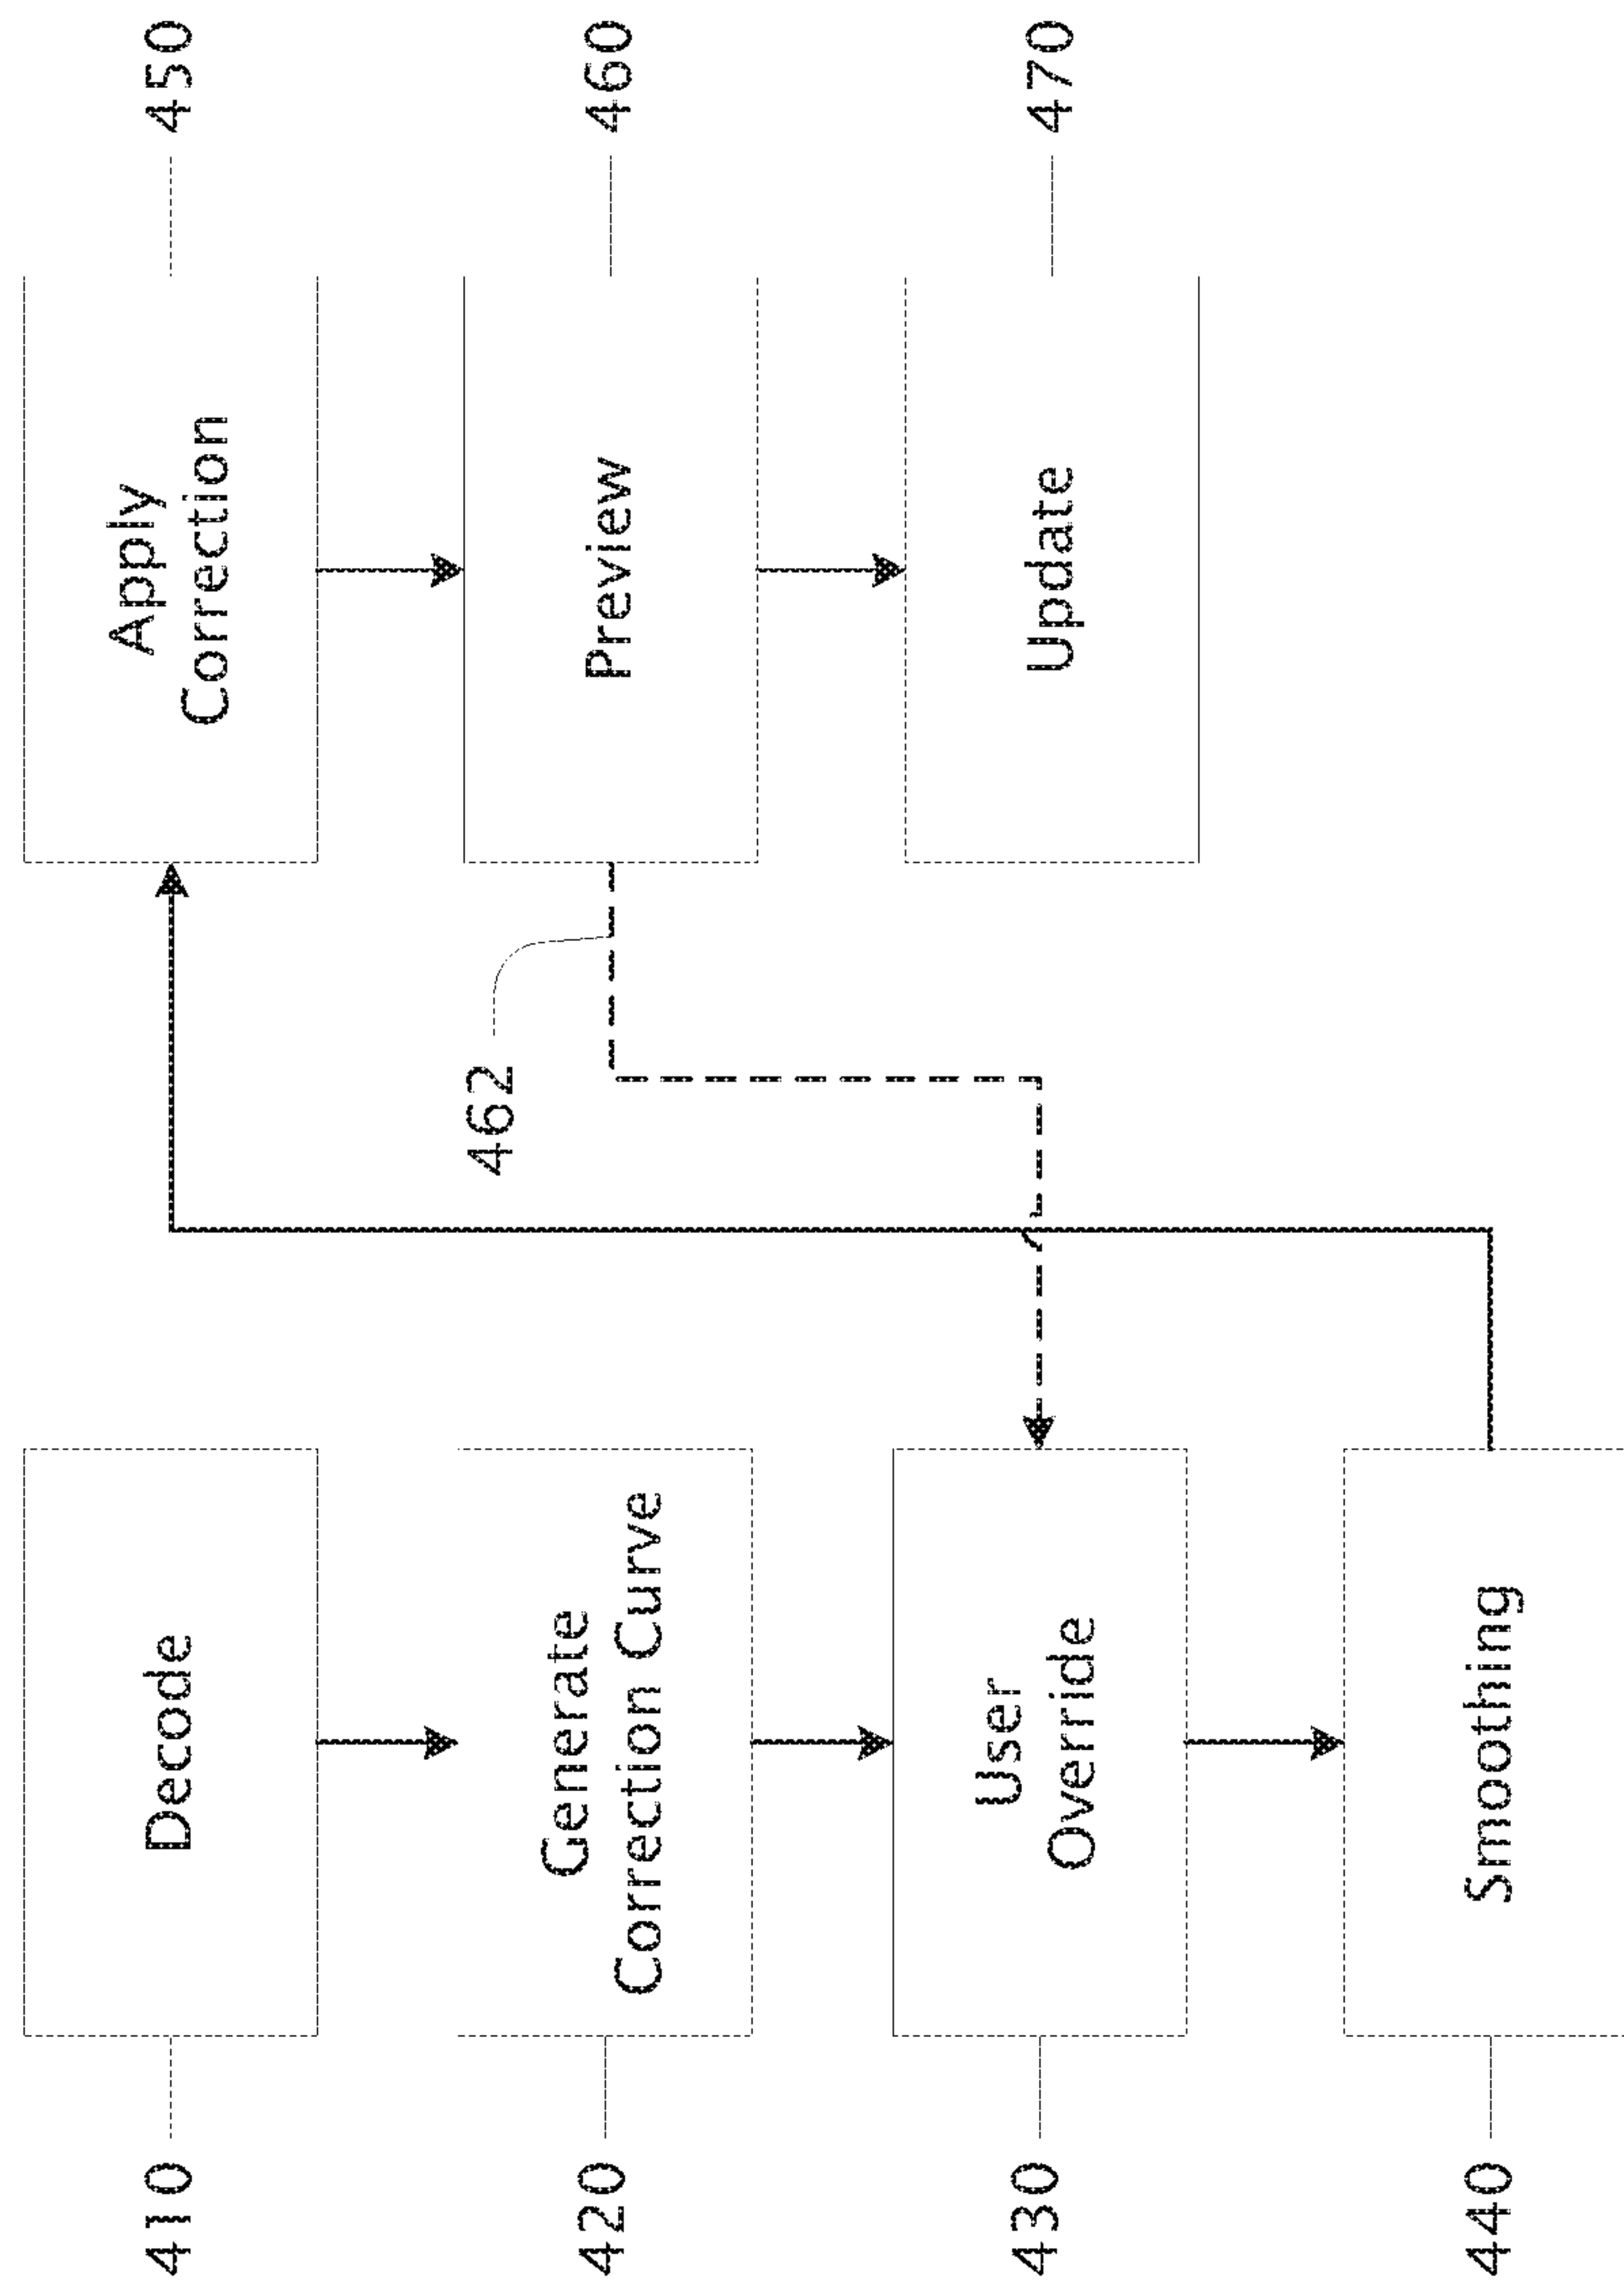 410
Decode
420
Generate
Correction Curve
430
User
Override
440
Smoothing
450
Apply
Correction
460
Preview
462
470
Update